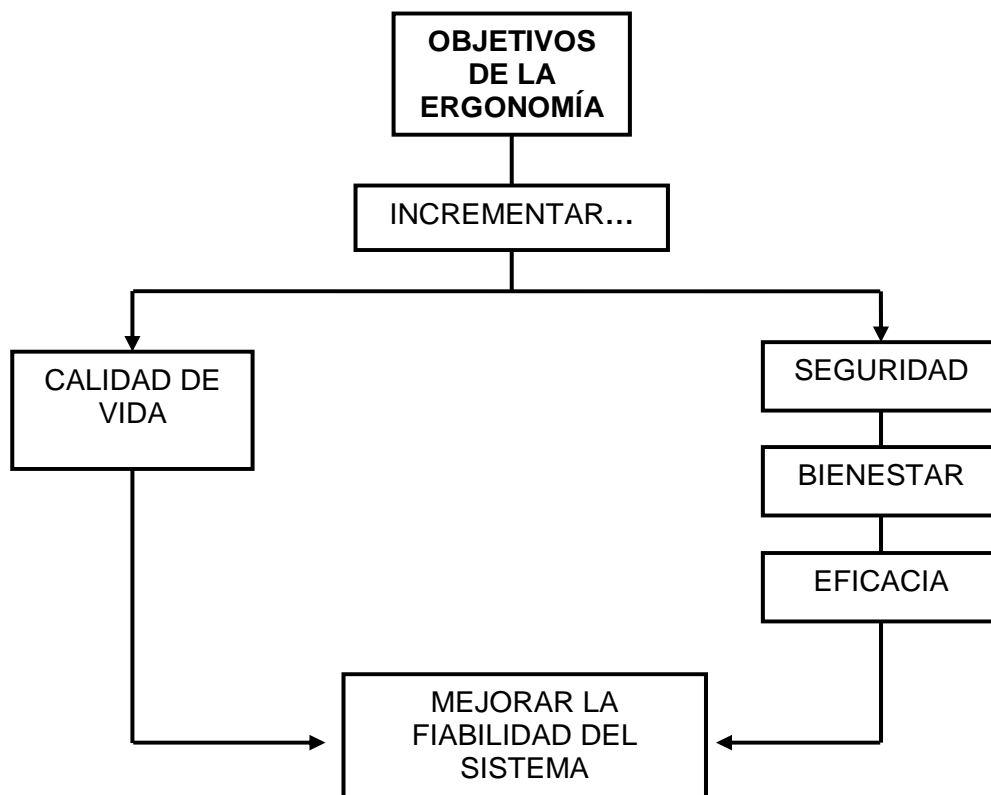 OBJETIVOS
DE LA
ERGONOMÍA
INCREMENTAR...
CALIDAD DE
VIDA
SEGURIDAD
BIENESTAR
EFICACIA
MEJORAR LA
FIABILIDAD DEL
SISTEMA